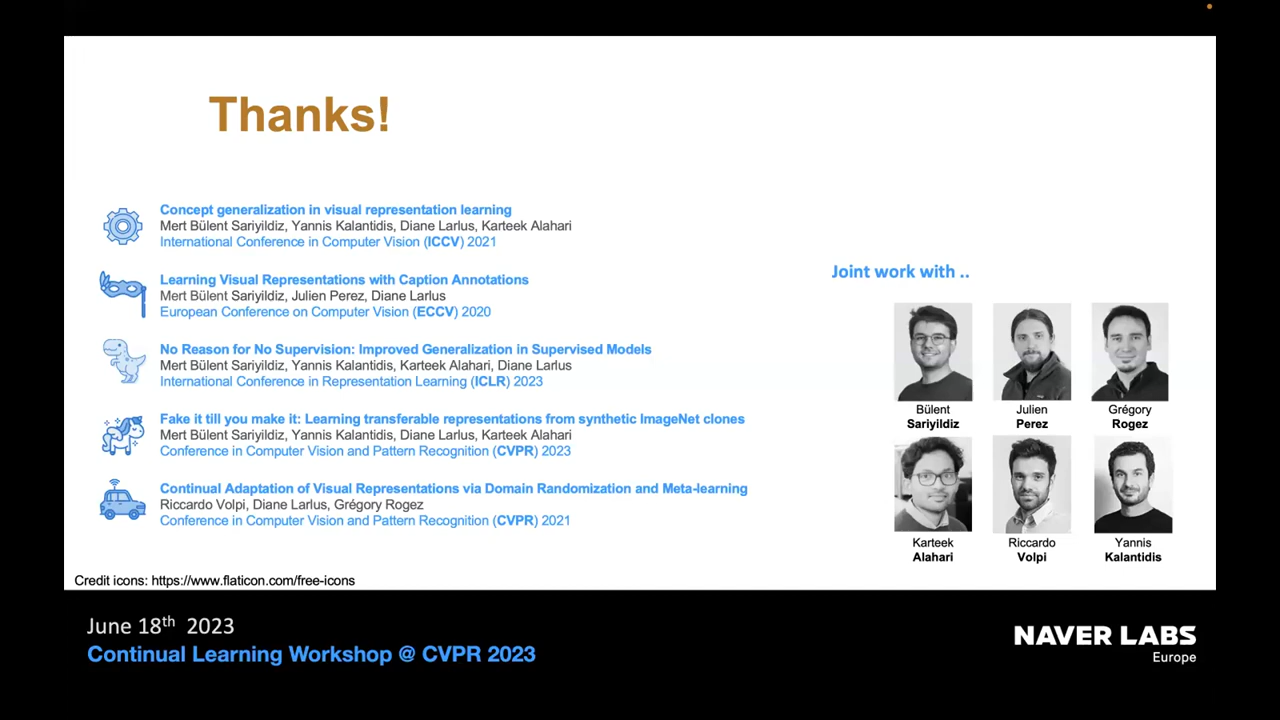 Thanks!
Concept generalization in visual representation learning
Mert Bülent Sariyildiz, Yannis Kalantidis, Diane Larlus, Karteek Alahari
International Conference in Computer Vision (ICCV) 2021
Learning Visual Representations with Caption Annotations
Mert Bülent Sariyildiz, Julien Perez, Diane Larlus
European Conference on Computer Vision (ECCV) 2020
No Reason for No Supervision: Improved Generalization in Supervised Models
Mert Bülent Sariyildiz, Yannis Kalantidis, Karteek Alahari, Diane Larlus
International Conference in Representation Learning (ICLR) 2023
Fake it till you make it: Learning transferable representations from synthetic ImageNet clones
Mert Bülent Sariyildiz, Yannis Kalantidis, Diane Larlus, Karteek Alahari
Conference in Computer Vision and Pattern Recognition (CVPR) 2023
Continual Adaptation of Visual Representations via Domain Randomization and Meta-learning
Riccardo Volpi, Diane Larlus, Grégory Rogez
Conference in Computer Vision and Pattern Recognition (CVPR) 2021
Credit icons: https://www.flaticon.com/free-icons
Joint work with ..
Bülent
Sariyildiz
Julien
Perez
Grégory
Rogez
Karteek
Alahari
Riccardo
Volpi
Yannis
Kalantidis
June 18th 2023
Continual Learning Workshop @ CVPR 2023
NAVER LABS
Europe